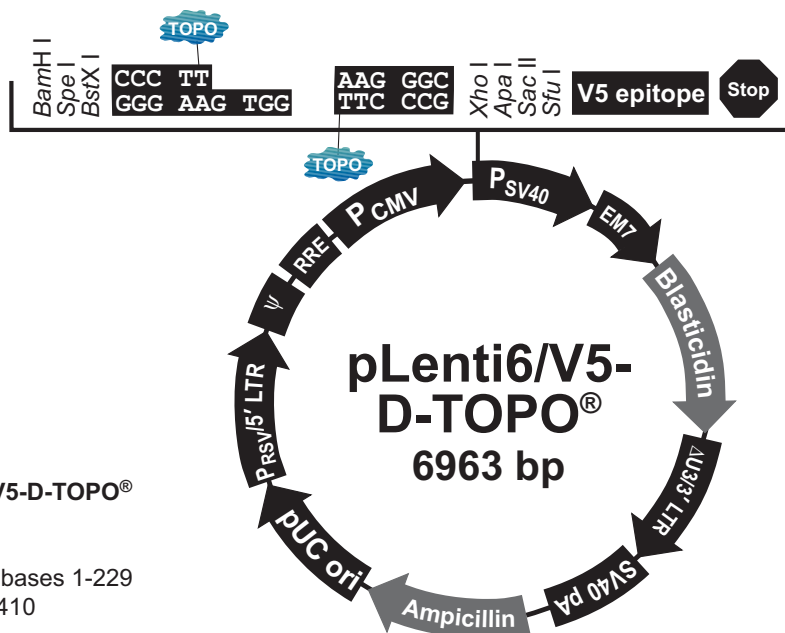 TOPO
BamH I
Spe I
BstX I
CCC TT
GGG AAG TGG
AAG GGC
TTC CCG
TOPO
Xho I
Apa I
Sac II
Sfu I
V5 epitope
Stop
PSV40
EM7
Blasticidin
ΔU3/3' LTR
SV40 pA
Ampicillin
pUC ori
PRSV/5' LTR
Ψ
RRE
PCMV
pLenti6/V5-
D-TOPO®
6963 bp
V5-D-TOPO®
bases 1-229
410